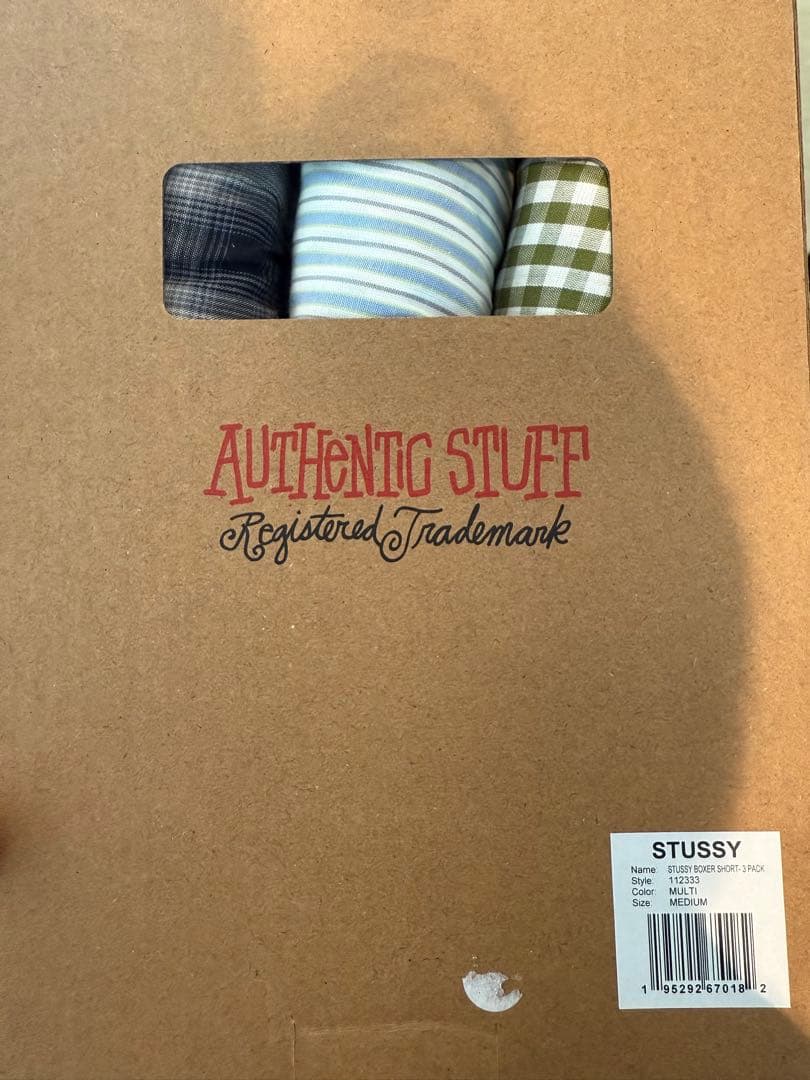 AUTHENTIC STUFF
Registered Trademark
STUSSY
Name: STUSSY BOXER SHORT- 3 PACK
Style: 112333
Color: MULTI
Size: MEDIUM
1 95292 67018 2